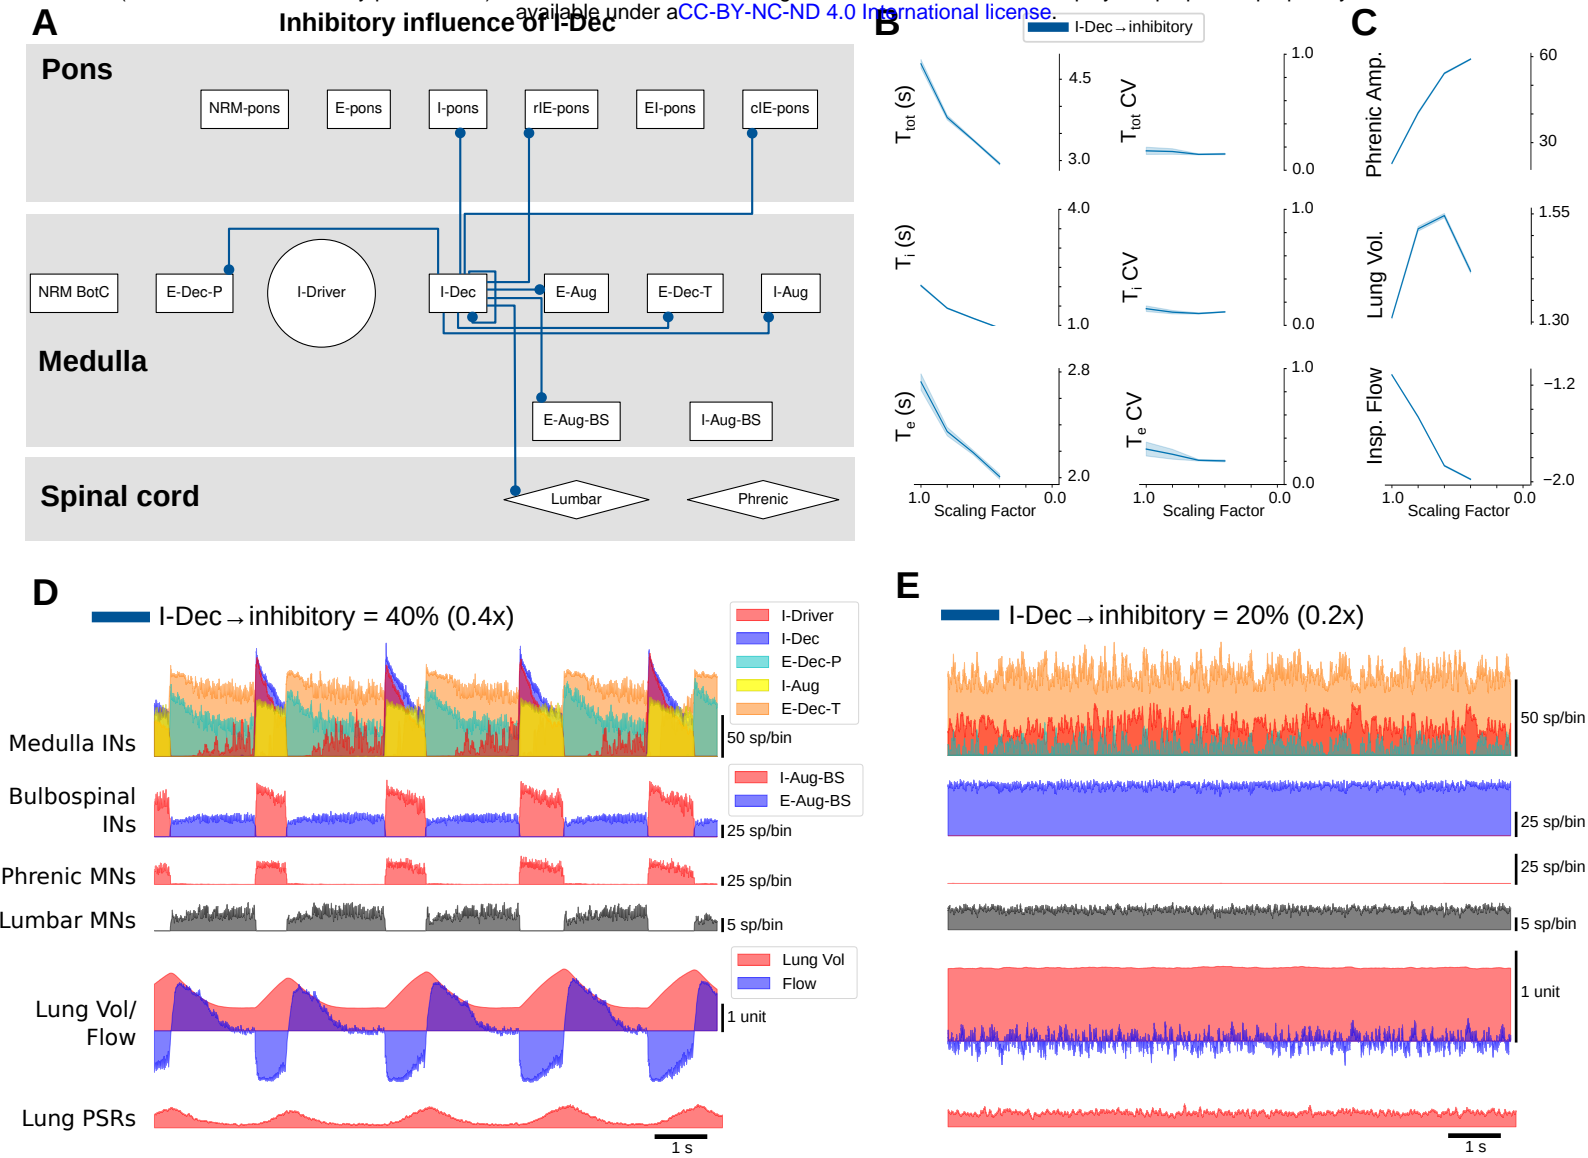 available under aCC-BY-NC-ND 4.0 International license.
A
Inhibitory influence of I-Dec
Pons
NRM-pons
E-pons
I-pons
rIE-pons
EI-pons
cIE-pons
NRM BotC
E-Dec-P
I-Driver
I-Dec
E-Aug
E-Dec-T
I-Aug
Medulla
E-Aug-BS
I-Aug-BS
Spinal cord
Lumbar
Phrenic
B
I-Dec→inhibitory
Ttot (s)
4.5
3.0
Ttot CV
1.0
0.0
Ti (s)
4.0
1.0
Ti CV
1.0
0.0
Te (s)
2.8
2.0
1.0
0.0
Scaling Factor
Te CV
1.0
0.0
1.0
0.0
Scaling Factor
C
Phrenic Amp.
60
30
Lung Vol.
1.55
1.30
Insp. Flow
−1.2
−2.0
1.0
0.0
Scaling Factor
D
I-Dec→inhibitory = 40% (0.4x)
I-Driver
I-Dec
E-Dec-P
I-Aug
E-Dec-T
Medulla INs
50 sp/bin
I-Aug-BS
E-Aug-BS
Bulbospinal
INs
25 sp/bin
Phrenic MNs
25 sp/bin
Lumbar MNs
5 sp/bin
Lung Vol
Flow
Lung Vol/
Flow
1 unit
Lung PSRs
1 s
E
I-Dec→inhibitory = 20% (0.2x)
50 sp/bin
25 sp/bin
25 sp/bin
5 sp/bin
1 unit
1 s